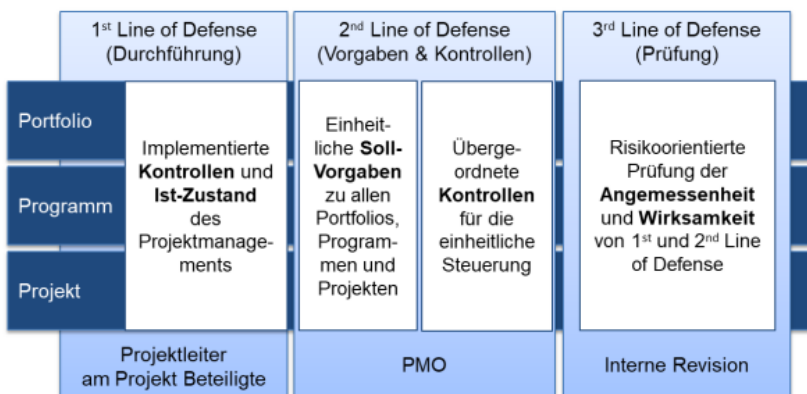 1st Line of Defense
(Durchführung)
2nd Line of Defense
(Vorgaben & Kontrollen)
3rd Line of Defense
(Prüfung)
Portfolio
Programm
Projekt
Implementierte
Kontrollen und
Ist-Zustand
des
Projektmanage-
ments
Einheit-
liche Soll-
Vorgaben
zu allen
Portfolios,
Program-
men und
Projekten
Überge-
ordnete
Kontrollen
für die
einheitliche
Steuerung
Risikoorientierte
Prüfung der
Angemessenheit
und Wirksamkeit
von 1st und 2nd Line
of Defense
Projektleiter
am Projekt Beteiligte
PMO
Interne Revision